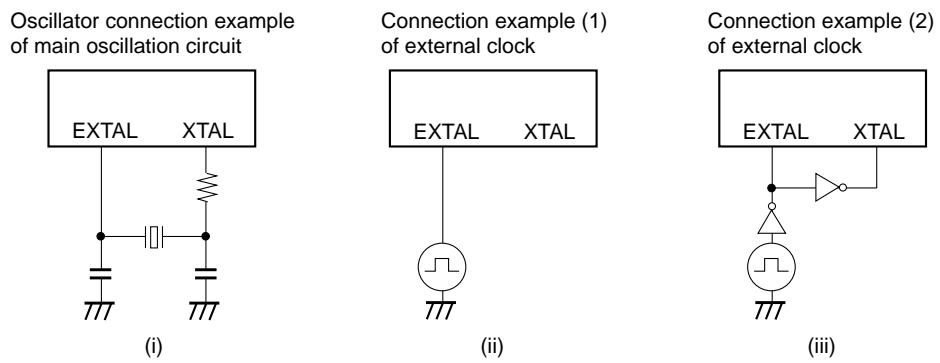 Oscillator connection example
of main oscillation circuit
EXTAL XTAL
(i)
Connection example (1)
of external clock
EXTAL XTAL
(ii)
Connection example (2)
of external clock
EXTAL XTAL
(iii)